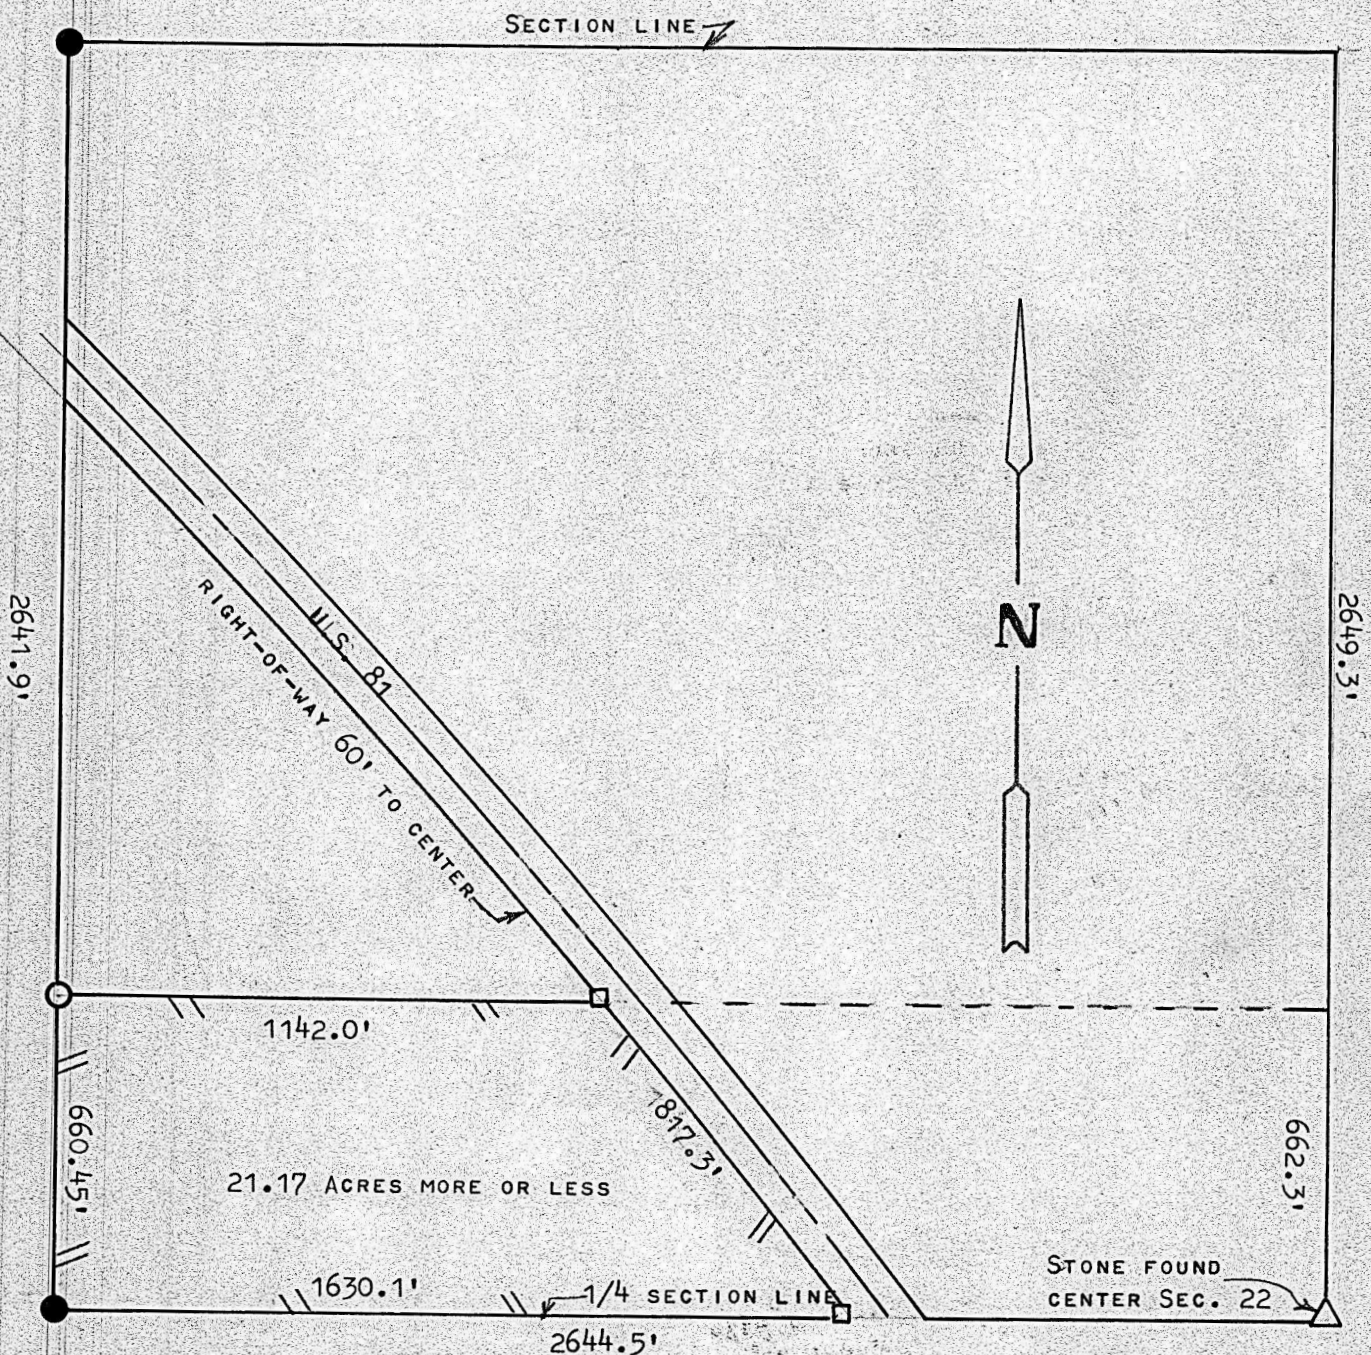 SECTION LINE
2641.9'
2649.3'
N
U.S. 81
RIGHT-OF-WAY 60' TO CENTER
1142.0'
817.3'
660.45'
662.3'
21.17 ACRES MORE OR LESS
STONE FOUND
CENTER SEC. 22
1630.1'
1/4 SECTION LINE
2644.5'